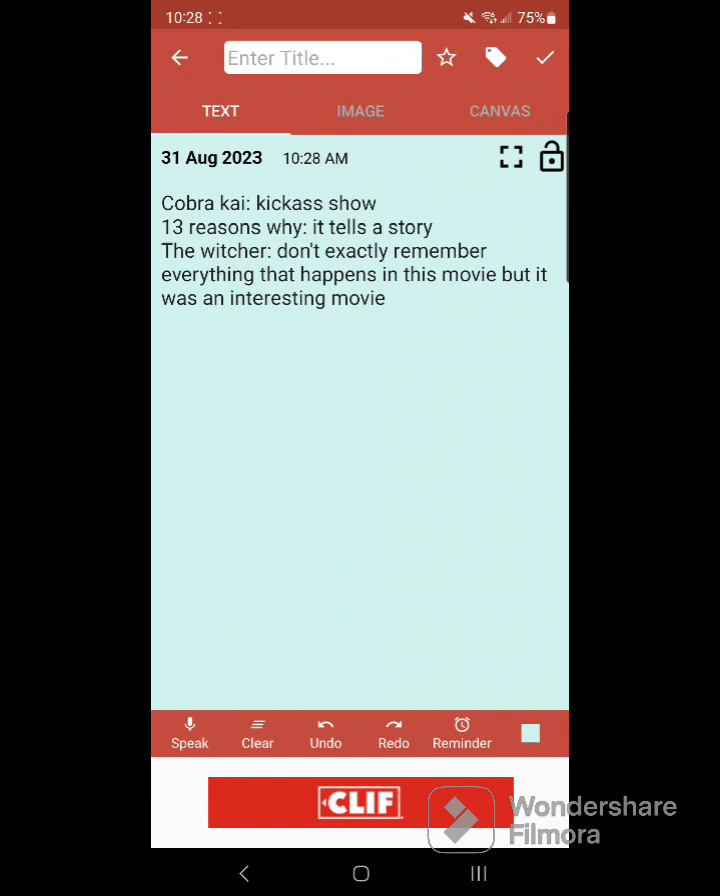 10:28 75%
Enter Title...
TEXT IMAGE CANVAS
31 Aug 2023 10:28 AM
Cobra kai: kickass show
13 reasons why: it tells a story
The witcher: don't exactly remember
everything that happens in this movie but it
was an interesting movie
Speak Clear Undo Redo Reminder
CLIF
Wondershare
Filmora